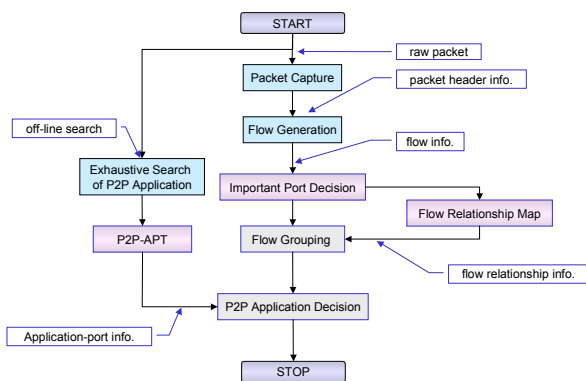 START
raw packet
Packet Capture
packet header info.
off-line search
Flow Generation
flow info.
Exhaustive Search
of P2P Application
Important Port Decision
Flow Relationship Map
P2P-APT
Flow Grouping
flow relationship info.
P2P Application Decision
Application-port info.
STOP